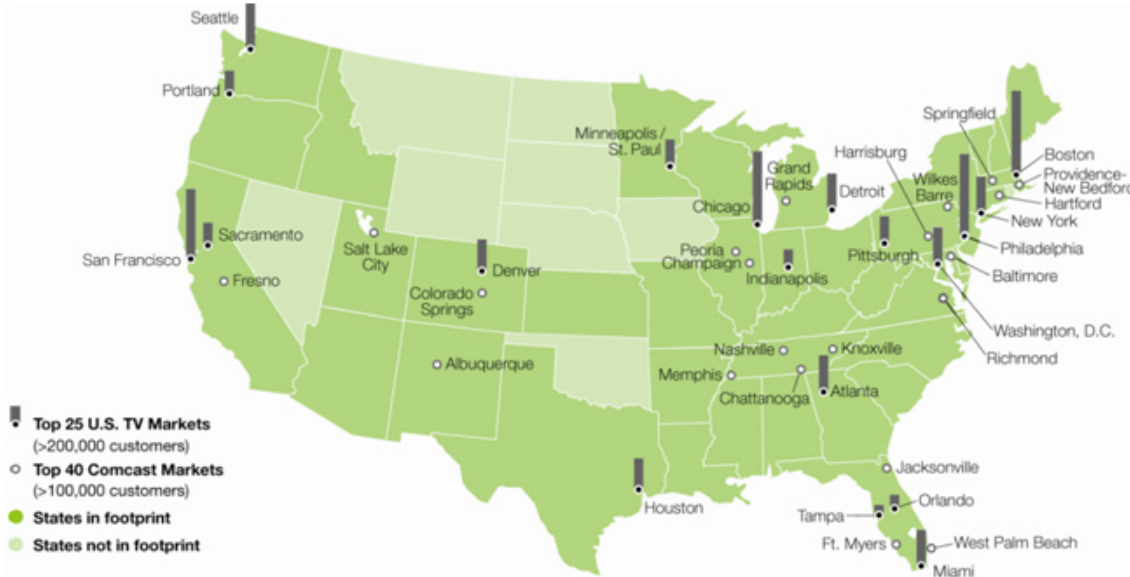 Seattle
Portland
Minneapolis /
St. Paul
Springfield
Harrisburg
Grand
Rapids
Wilkes
Barre
Boston
Providence-
New Bedford
Hartford
Detroit
Chicago
New York
Sacramento
Salt Lake
City
San Francisco
Denver
Peoria
Champaign
Indianapolis
Pittsburgh
Philadelphia
Baltimore
Fresno
Colorado
Springs
Washington, D.C.
Richmond
Nashville
Knoxville
Albuquerque
Memphis
Chattanooga
Atlanta
Top 25 U.S. TV Markets
(>200,000 customers)
Top 40 Comcast Markets
(>100,000 customers)
States in footprint
States not in footprint
Jacksonville
Houston
Orlando
Tampa
Ft. Myers
West Palm Beach
Miami